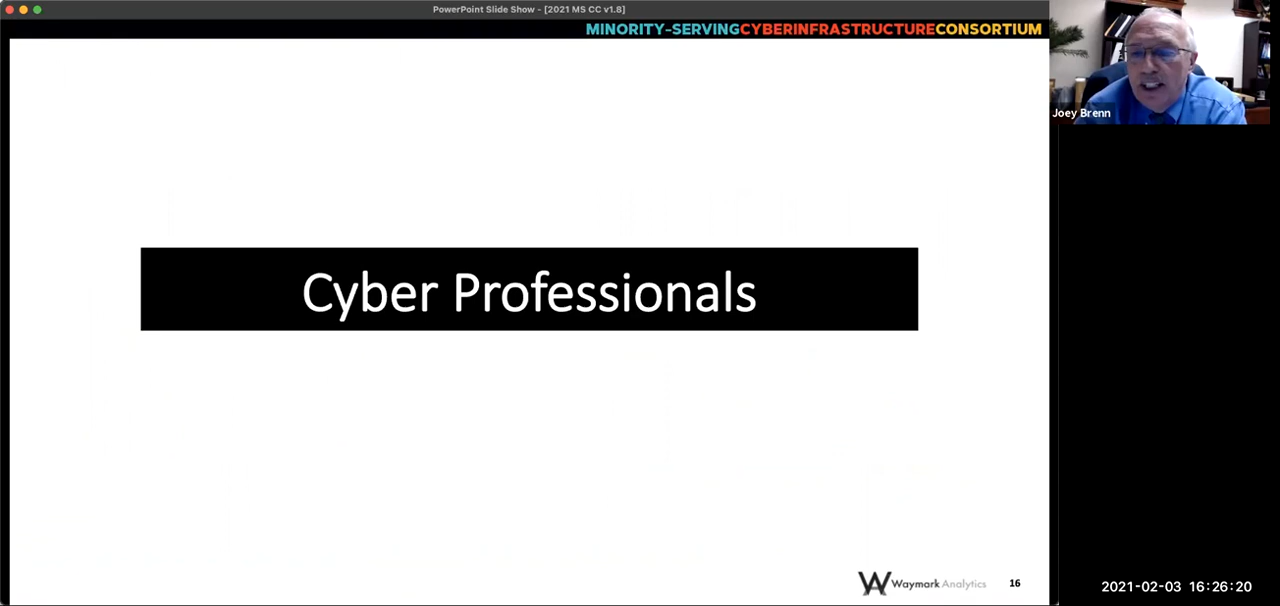 PowerPoint Slide Show - [2021 MS CC v1.8]
MINORITY-SERVINGCYBERINFRASTRUCTURECONSORTIUM
Joey Brenn
Cyber Professionals
Waymark Analytics
16
2021-02-03 16:26:20